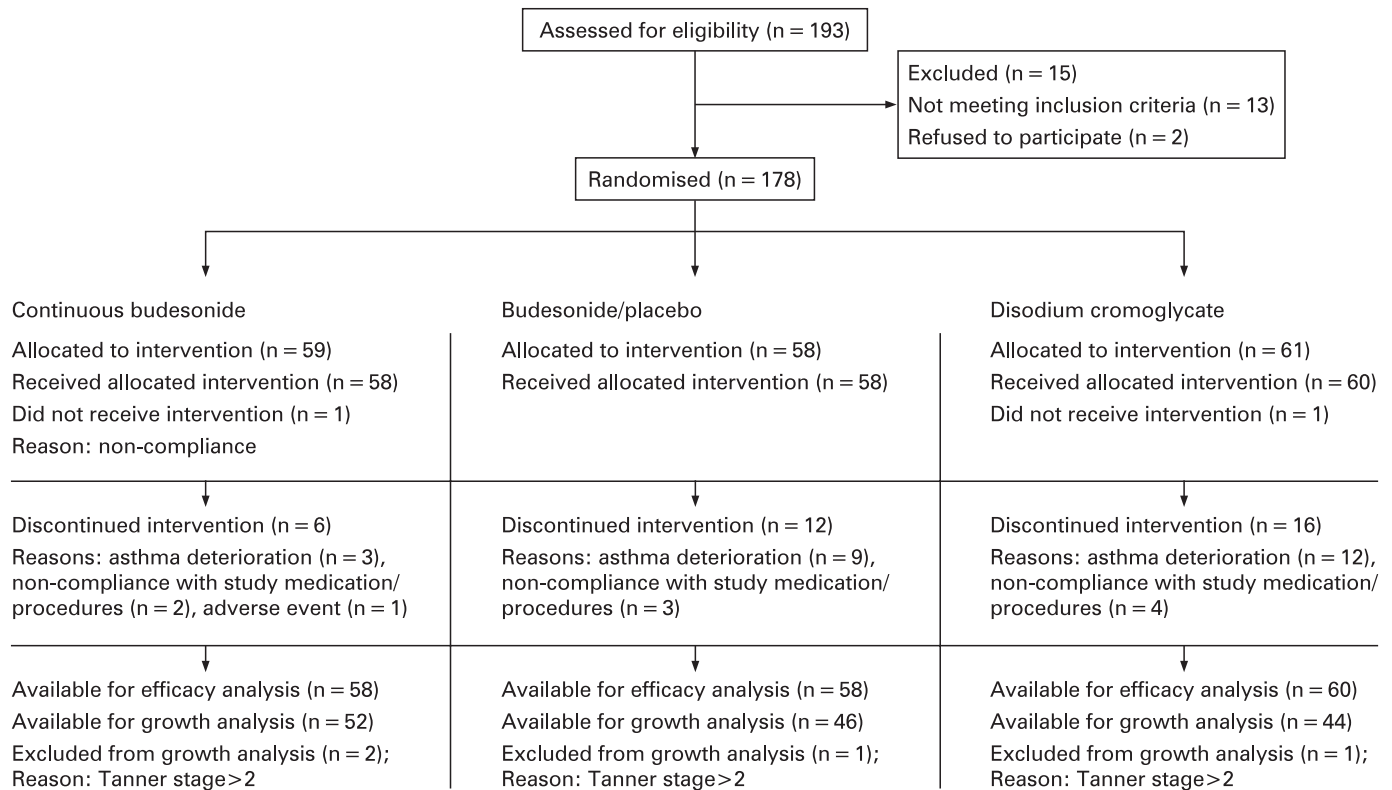 Assessed for eligibility (n = 193)
Excluded (n = 15)
Not meeting inclusion criteria (n = 13)
Refused to participate (n = 2)
Randomised (n = 178)
Continuous budesonide
Allocated to intervention (n = 59)
Received allocated intervention (n = 58)
Did not receive intervention (n = 1)
Reason: non-compliance
Budesonide/placebo
Allocated to intervention (n = 58)
Received allocated intervention (n = 58)
Disodium cromoglycate
Allocated to intervention (n = 61)
Received allocated intervention (n = 60)
Did not receive intervention (n = 1)
Discontinued intervention (n = 6)
Reasons: asthma deterioration (n = 3),
non-compliance with study medication/
procedures (n = 2), adverse event (n = 1)
Discontinued intervention (n = 12)
Reasons: asthma deterioration (n = 9),
non-compliance with study medication/
procedures (n = 3)
Discontinued intervention (n = 16)
Reasons: asthma deterioration (n = 12),
non-compliance with study medication/
procedures (n = 4)
Available for efficacy analysis (n = 58)
Available for growth analysis (n = 52)
Excluded from growth analysis (n = 2);
Reason: Tanner stage>2
Available for efficacy analysis (n = 58)
Available for growth analysis (n = 46)
Excluded from growth analysis (n = 1);
Reason: Tanner stage>2
Available for efficacy analysis (n = 60)
Available for growth analysis (n = 44)
Excluded from growth analysis (n = 1);
Reason: Tanner stage>2